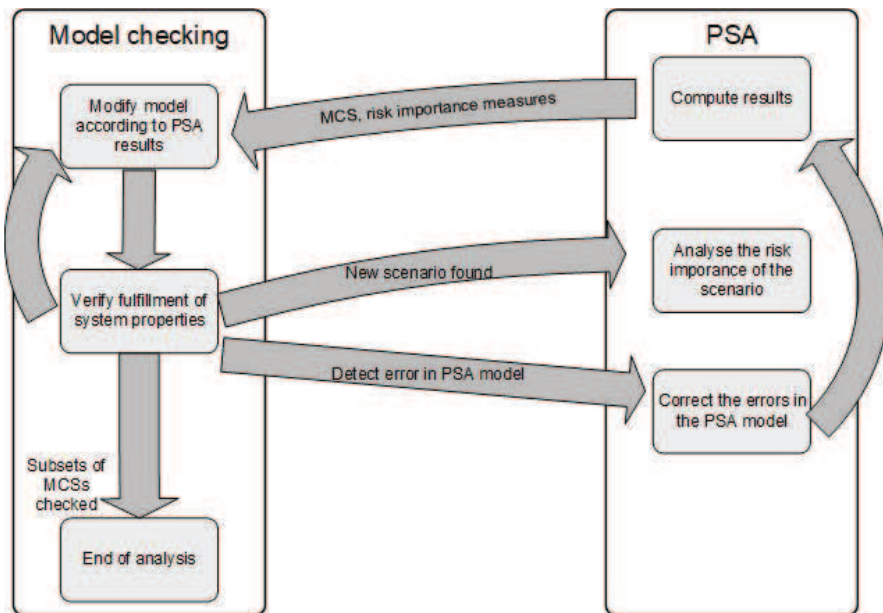 Model checking
PSA
Modify model
according to PSA
results
MCS, risk importance measures
Compute results
Verify fulfillment of
system properties
New scenario found
Analyse the risk
imporance of the
scenario
Detect error in PSA model
Correct the errors in
the PSA model
Subsets of
MCSs
checked
End of analysis